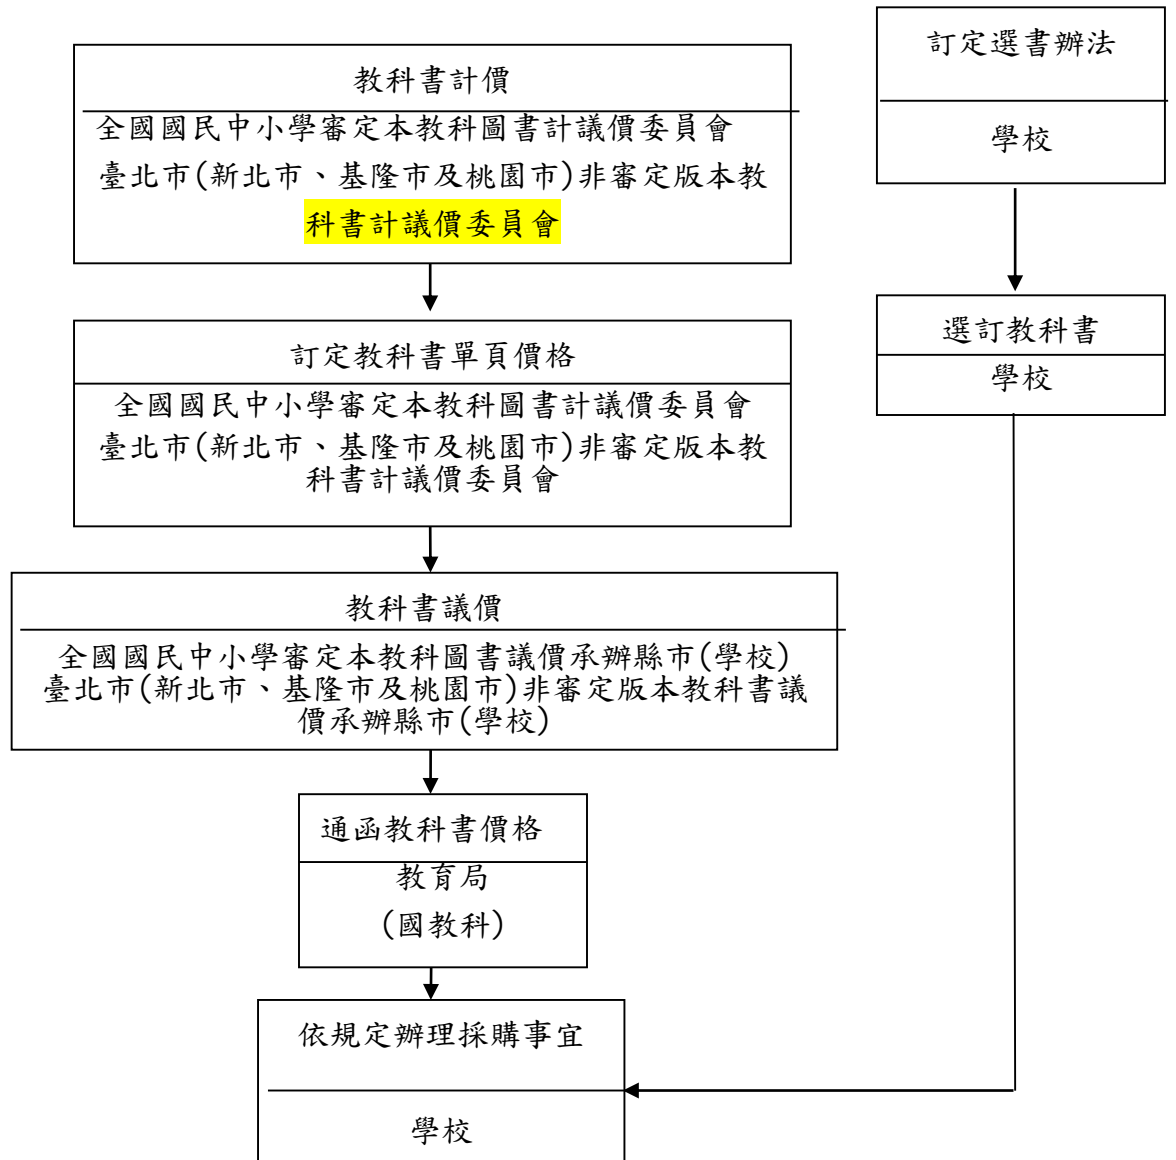 教科書計價
全國國民中小學審定本教科圖書計議價委員會
臺北市(新北市、基隆市及桃園市)非審定版本教
科書計議價委員會
訂定教科書單頁價格
全國國民中小學審定本教科圖書計議價委員會
臺北市(新北市、基隆市及桃園市)非審定版本教
科書計議價委員會
教科書議價
全國國民中小學審定本教科圖書議價承辦縣市(學校)
臺北市(新北市、基隆市及桃園市)非審定版本教科書議
價承辦縣市(學校)
通函教科書價格
教育局
(國教科)
依規定辦理採購事宜
學校
訂定選書辦法
學校
選訂教科書
學校